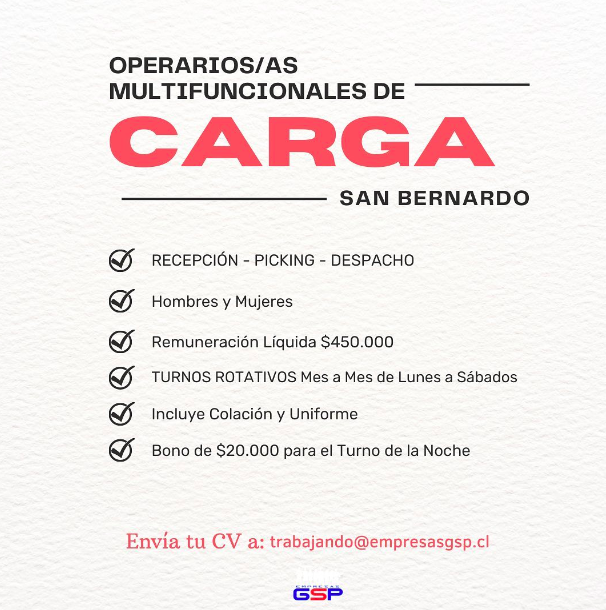 OPERARIOS/AS
MULTIFUNCIONALES DE
CARGA
SAN BERNARDO
RECEPCIÓN - PICKING - DESPACHO
Hombres y Mujeres
Remuneración Líquida $450.000
TURNOS ROTATIVOS Mes a Mes de Lunes a Sábados
Incluye Colación y Uniforme
Bono de $20.000 para el Turno de la Noche
Envía tu CV a: trabajando@empresasgsp.cl
EMPRESAS
GSP